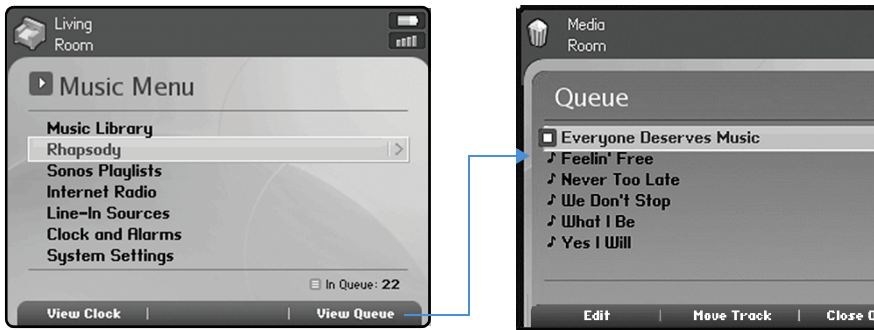 Living
Room
Music Menu
Music Library
Rhapsody
Sonos Playlists
Internet Radio
Line-In Sources
Clock and Alarms
System Settings
In Queue: 22
View Clock
View Queue
Media
Room
Queue
Everyone Deserves Music
Feelin' Free
Never Too Late
We Don't Stop
What I Be
Yes I Will
Edit
Move Track
Close